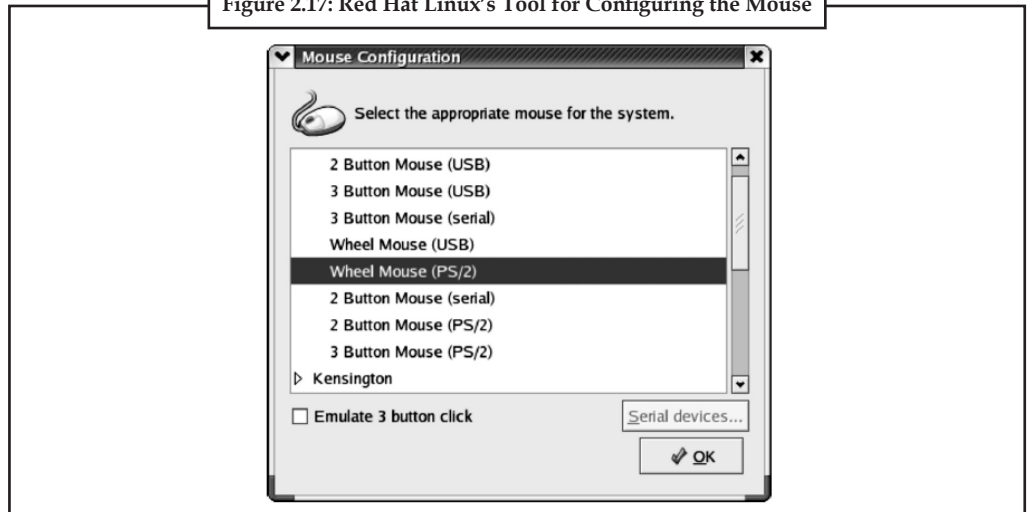 Figure 2.17: Red Hat Linux's Tool for Configuring the Mouse
Mouse Configuration
Select the appropriate mouse for the system.
2 Button Mouse (USB)
3 Button Mouse (USB)
3 Button Mouse (serial)
Wheel Mouse (USB)
Wheel Mouse (PS/2)
2 Button Mouse (serial)
2 Button Mouse (PS/2)
3 Button Mouse (PS/2)
Kensington
Emulate 3 button click
Serial devices...
OK